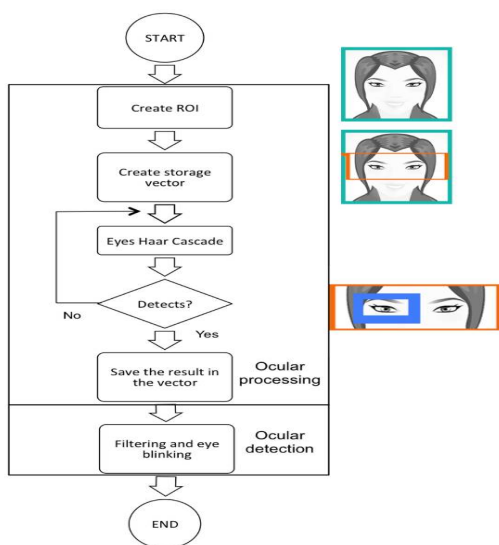 START
Create ROI
Create storage
vector
Eyes Haar Cascade
Detects?
No
Yes
Save the result in
the vector
Ocular
processing
Filtering and eye
blinking
Ocular
detection
END